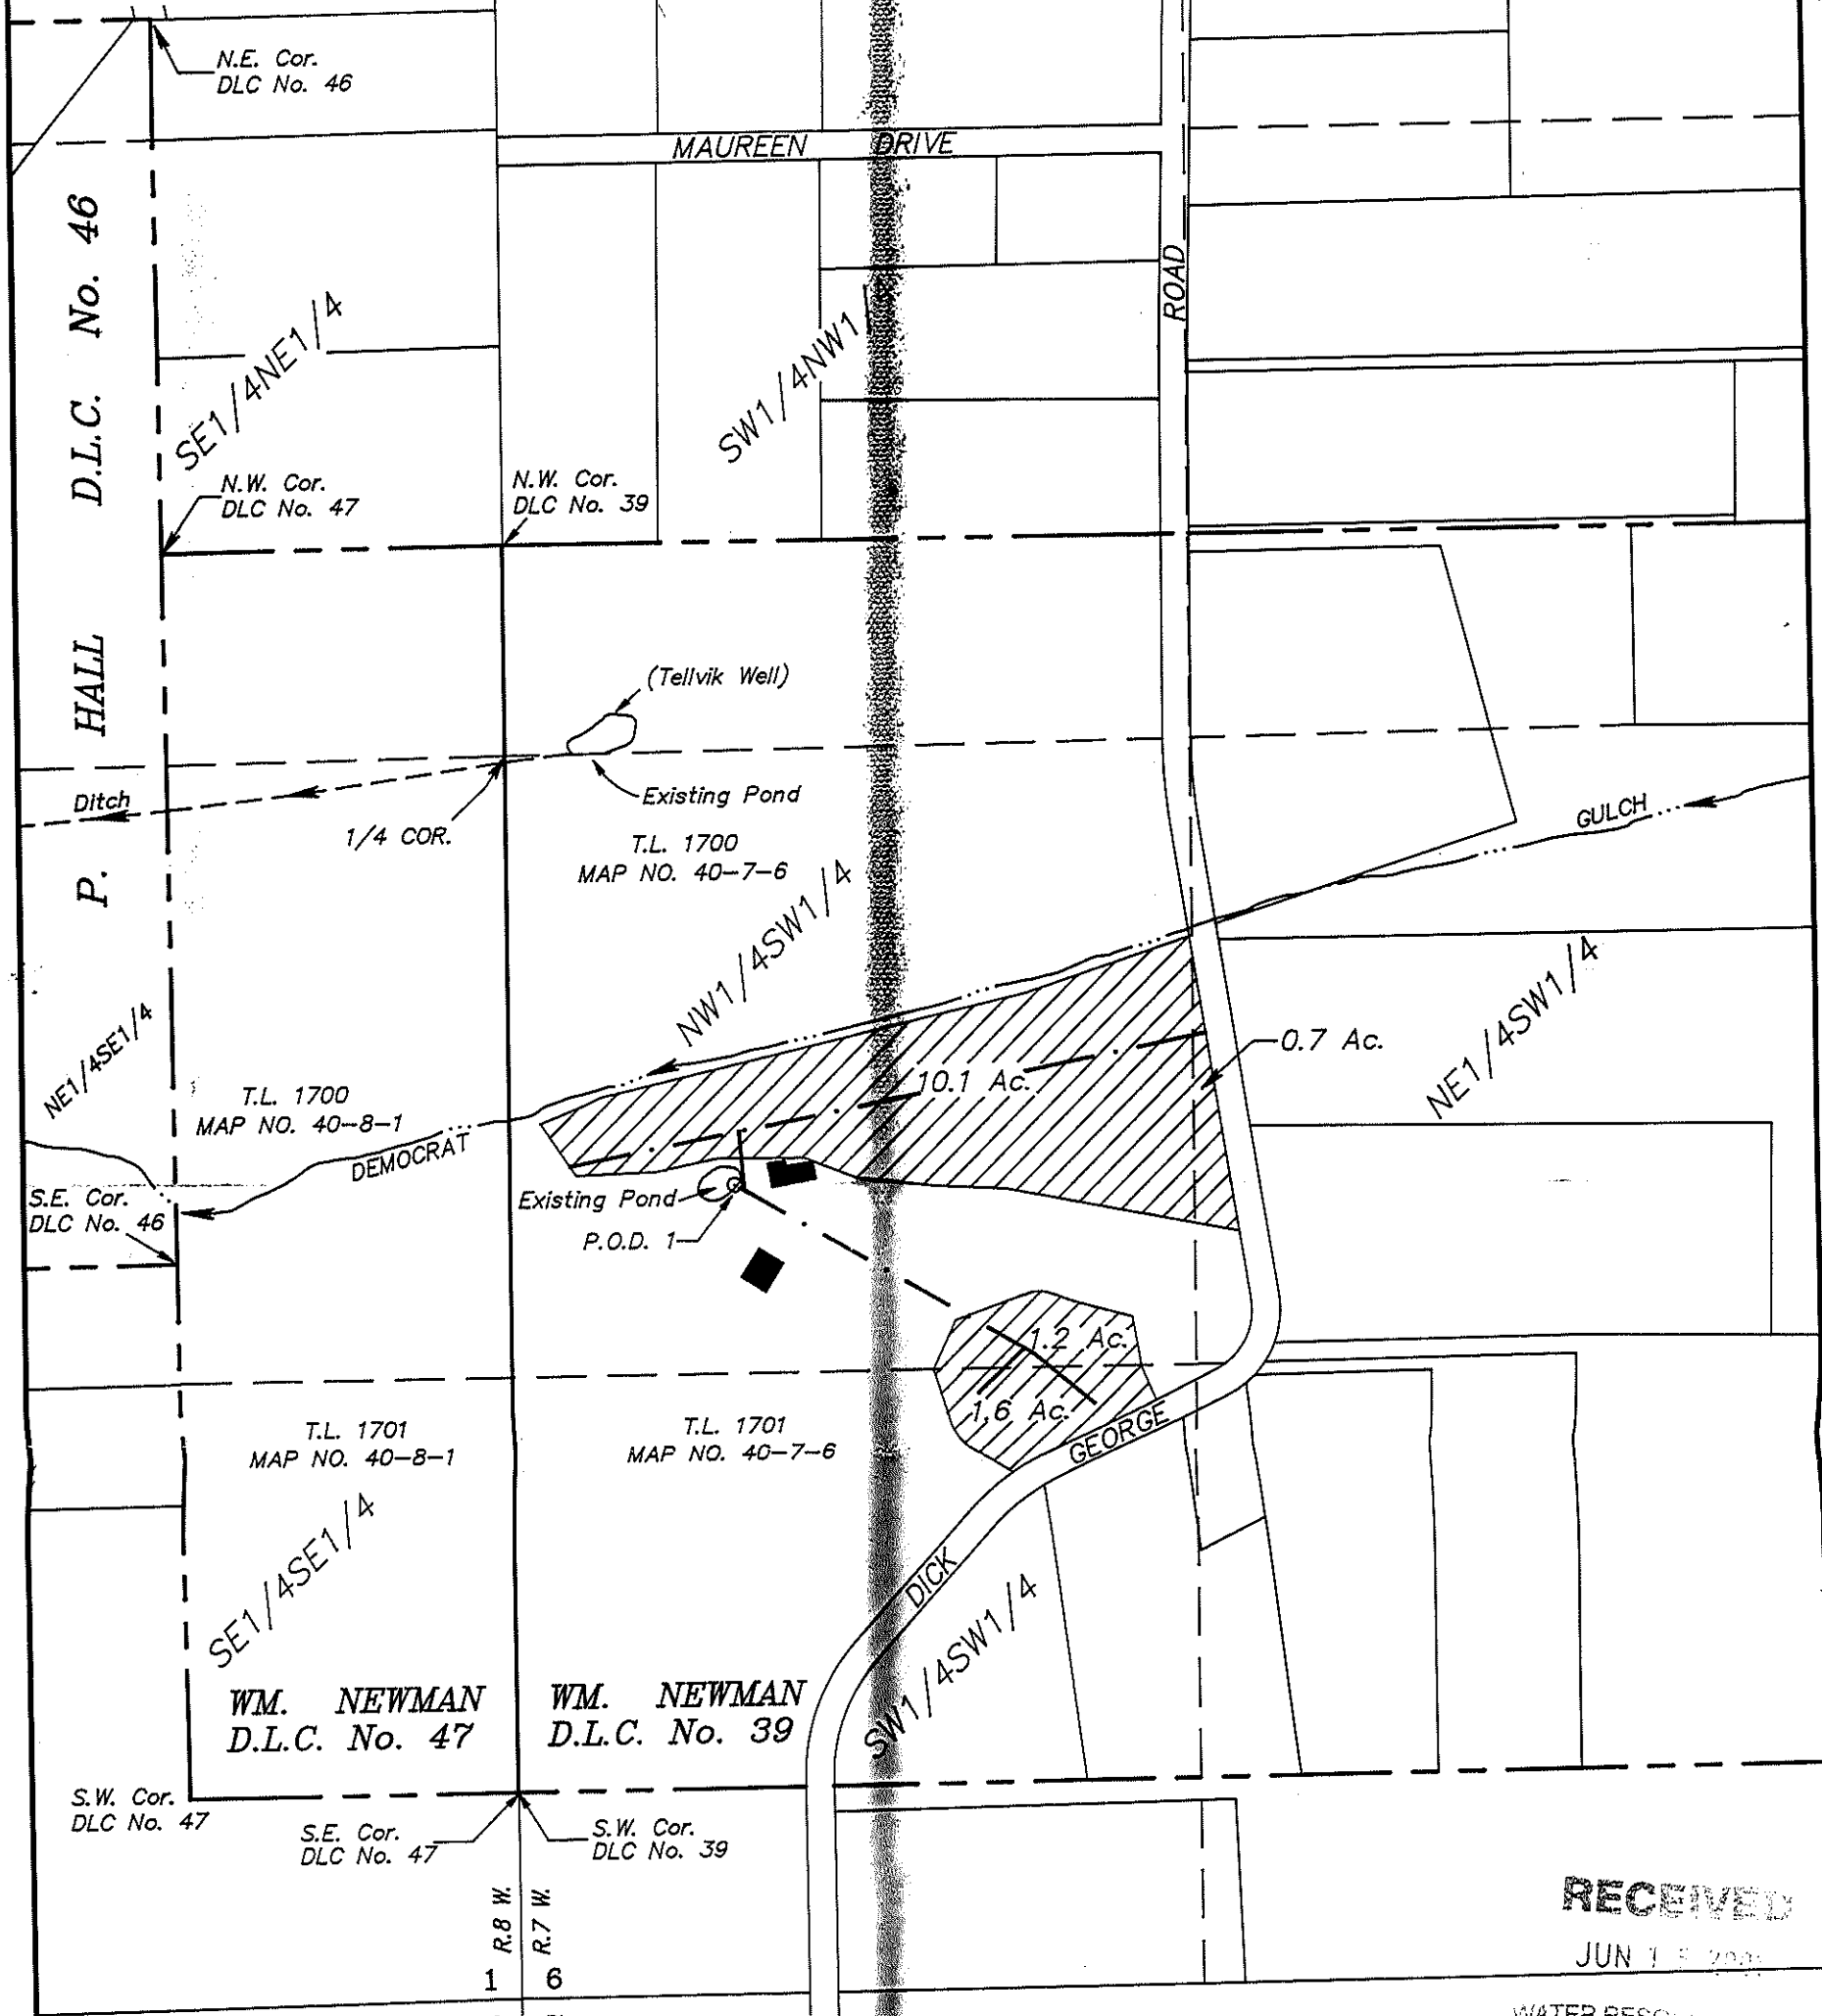 N.E. Cor.
DLC No. 46
MAUREEN DRIVE
P. HALL D.L.C. No. 46
ROAD
SE1/4NE1/4
SW1/4NW1/
N.W. Cor.
DLC No. 47
N.W. Cor.
DLC No. 39
(Tellvik Well)
Existing Pond
Ditch
1/4 COR.
T.L. 1700
MAP NO. 40-7-6
GULCH
NW1/4SW1/4
NE1/4SW1/4
NE1/4SE1/4
0.7 Ac.
10.1 Ac.
T.L. 1700
MAP NO. 40-8-1
DEMOCRAT
Existing Pond
P.O.D. 1
S.E. Cor.
DLC No. 46
1.2 Ac.
1.6 Ac.
T.L. 1701
MAP NO. 40-8-1
T.L. 1701
MAP NO. 40-7-6
GEORGE
DICK
SE1/4SE1/4
SW1/4SW1/4
WM. NEWMAN
D.L.C. No. 47
WM. NEWMAN
D.L.C. No. 39
S.W. Cor.
DLC No. 47
S.E. Cor.
DLC No. 47
S.W. Cor.
DLC No. 39
R.8 W.
R.7 W.
1 6
RECEIVED
JUN
WATER